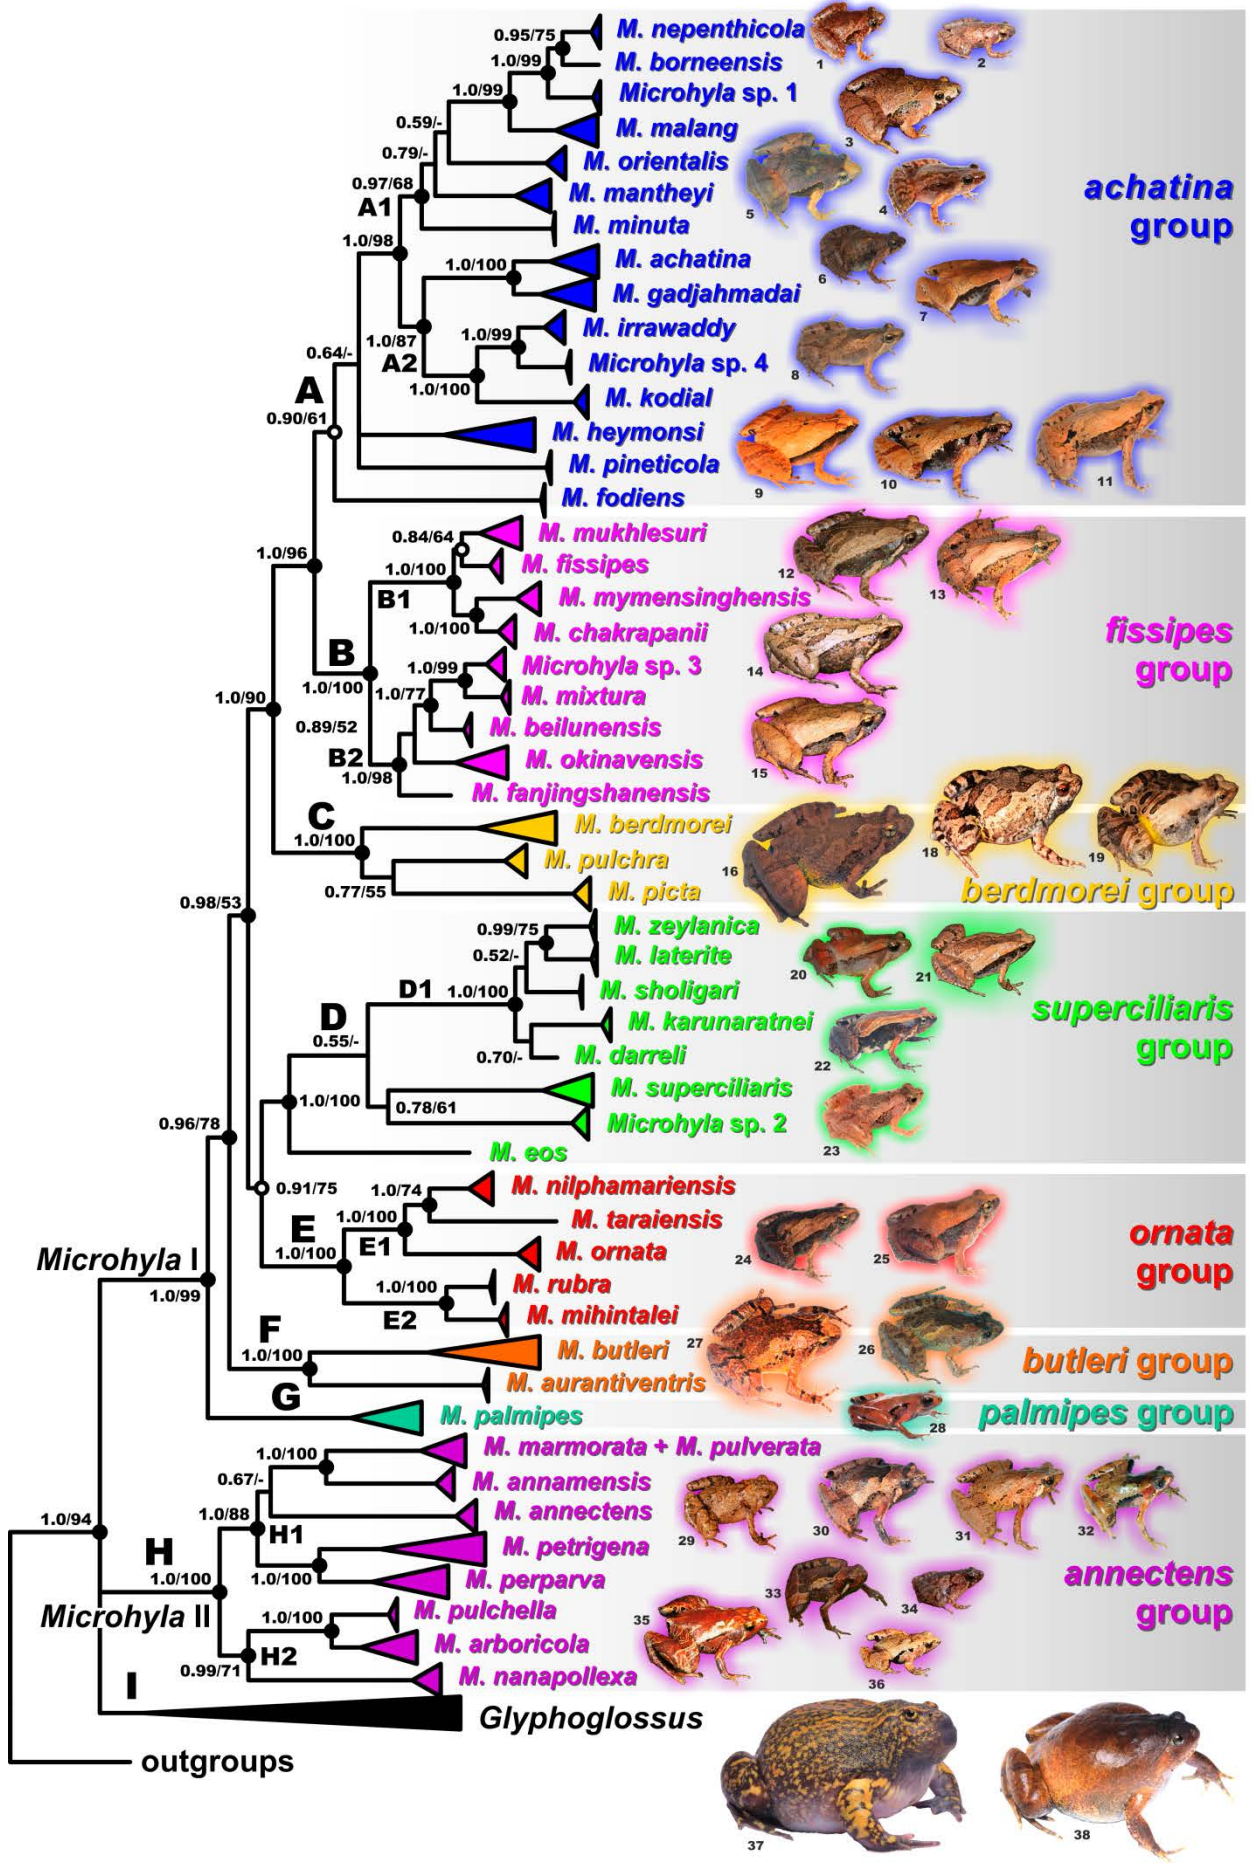 0.95/75
M. nepenthicola
1
2
1.0/99
M. borneensis
1.0/99
Microhyla sp. 1
0.59/-
M. malang
3
0.79/-
M. orientalis
0.97/68
A1
M. mantheyi
5
4
achatina
group
M. minuta
1.0/98
1.0/100
M. achatina
6
M. gadjahmadai
7
1.0/87
A2
1.0/99
M. irrawaddy
0.64/-
Microhyla sp. 4
8
1.0/100
A
M. kodial
0.90/61
M. heymonsi
M. pineticola
9
10
11
M. fodiens
0.84/64
M. mukhlesuri
1.0/96
1.0/100
M. fissipes
12
13
B1
M. mymensinghensis
1.0/100
M. chakrapanii
fissipes
group
B
1.0/99
Microhyla sp. 3
14
1.0/100
1.0/77
M. mixtura
1.0/90
0.89/52
M. beilunensis
B2
M. okinavensis
15
1.0/98
M. fanjingshanensis
C
M. berdmorei
1.0/100
M. pulchra
16
18
19
0.77/55
M. picta
berdmorei group
0.98/53
0.99/75
M. zeylanica
0.52/-
M. laterite
20
21
D1
1.0/100
M. sholigari
superciliaris
group
D
M. karunaratnei
0.55/-
0.70/-
M. darreli
22
M. superciliaris
1.0/100
0.78/61
Microhyla sp. 2
0.96/78
23
M. eos
0.91/75
1.0/74
M. nilphamariensis
1.0/100
M. taraiensis
E
1.0/100
E1
M. ornata
24
25
ornata
group
Microhyla I
1.0/100
M. rubra
1.0/99
E2
M. mihintalei
F
27
26
1.0/100
M. butleri
butleri group
M. aurantiventris
G
M. palmipes
28
palmipes group
1.0/100
M. marmorata + M. pulverata
0.67/-
M. annamensis
1.0/88
M. annectens
1.0/94
H1
29
30
31
32
H
M. petrigena
1.0/100
1.0/100
M. perparva
33
34
annectens
group
Microhyla II
1.0/100
M. pulchella
35
H2
M. arboricola
0.99/71
M. nanapollexa
36
I
Glyphoglossus
outgroups
37
38